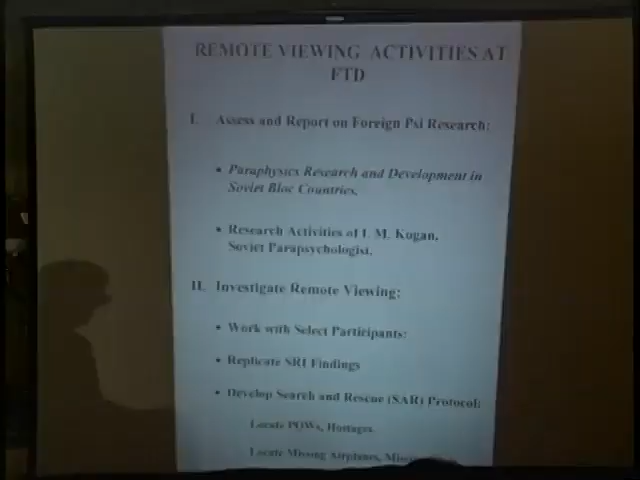 REMOTE VIEWING ACTIVITIES AT
FTD
I. Assess and Report on Foreign Psi Research:
• Paraphysics Research and Development in
Soviet Bloc Countries.
• Research Activities of I. M. Kogan,
Soviet Parapsychologist.
II. Investigate Remote Viewing:
• Work with Select Participants:
• Replicate SRI Findings
• Develop Search and Rescue (SAR) Protocol:
Locate POWs, Hostages
Locate Missing Airplanes,